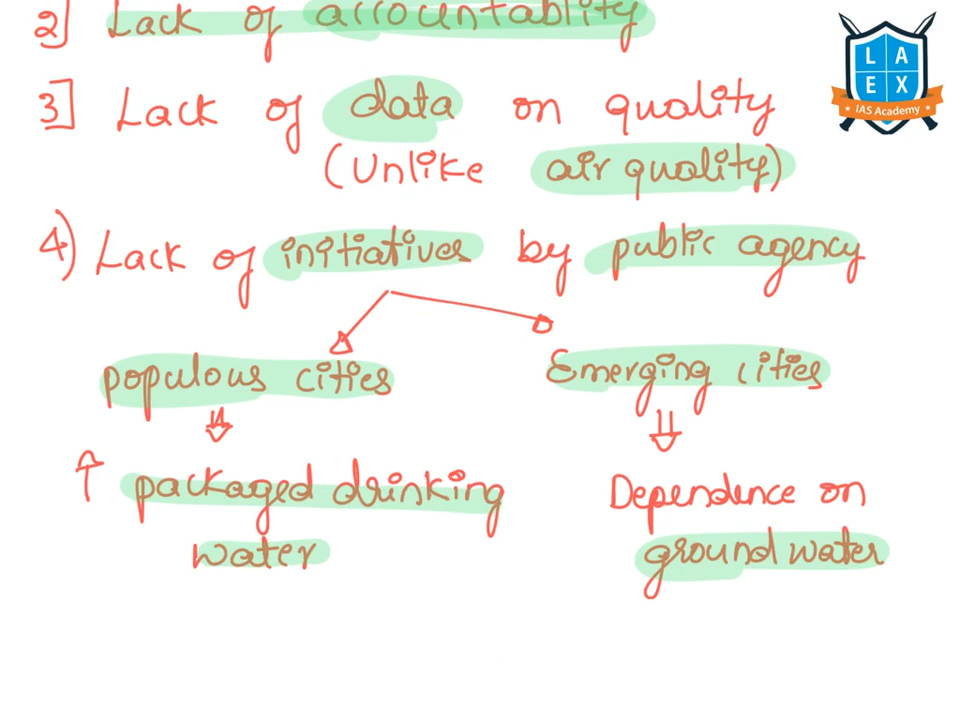 2] Lack of accountablity
3] Lack of data on quality
(Unlike air quality)
4) Lack of initiatives by public agency
populous cities
Emerging cities
↑ packaged drinking water
Dependence on ground water
LAEX
IAS Academy